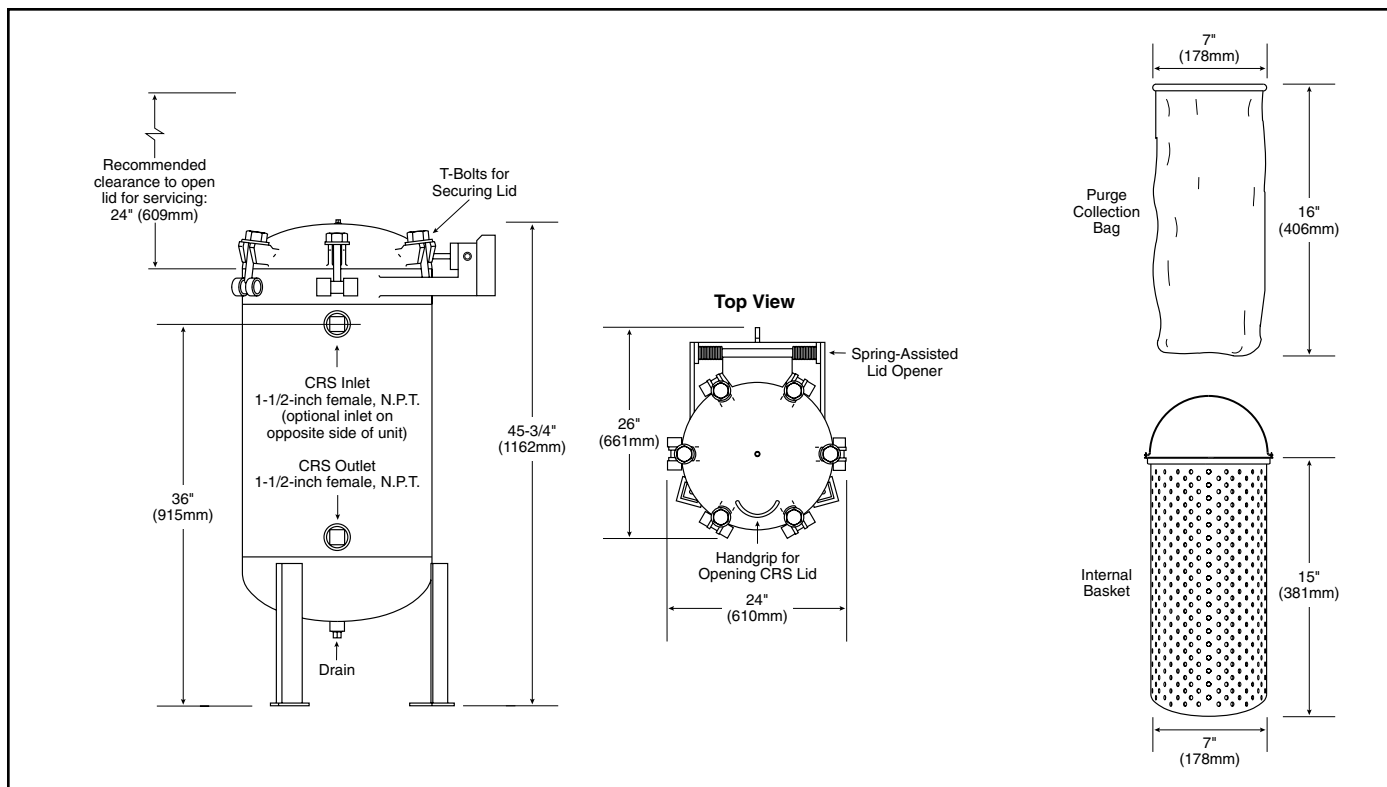 Recommended
clearance to open
lid for servicing:
24" (609mm)
T-Bolts for
Securing Lid
CRS Inlet
1-1/2-inch female, N.P.T.
(optional inlet on
opposite side of unit)
CRS Outlet
1-1/2-inch female, N.P.T.
36"
(915mm)
45-3/4"
(1162mm)
Drain
Top View
Spring-Assisted
Lid Opener
26"
(661mm)
Handgrip for
Opening CRS Lid
24"
(610mm)
7"
(178mm)
Purge
Collection
Bag
16"
(406mm)
Internal
Basket
15"
(381mm)
7"
(178mm)